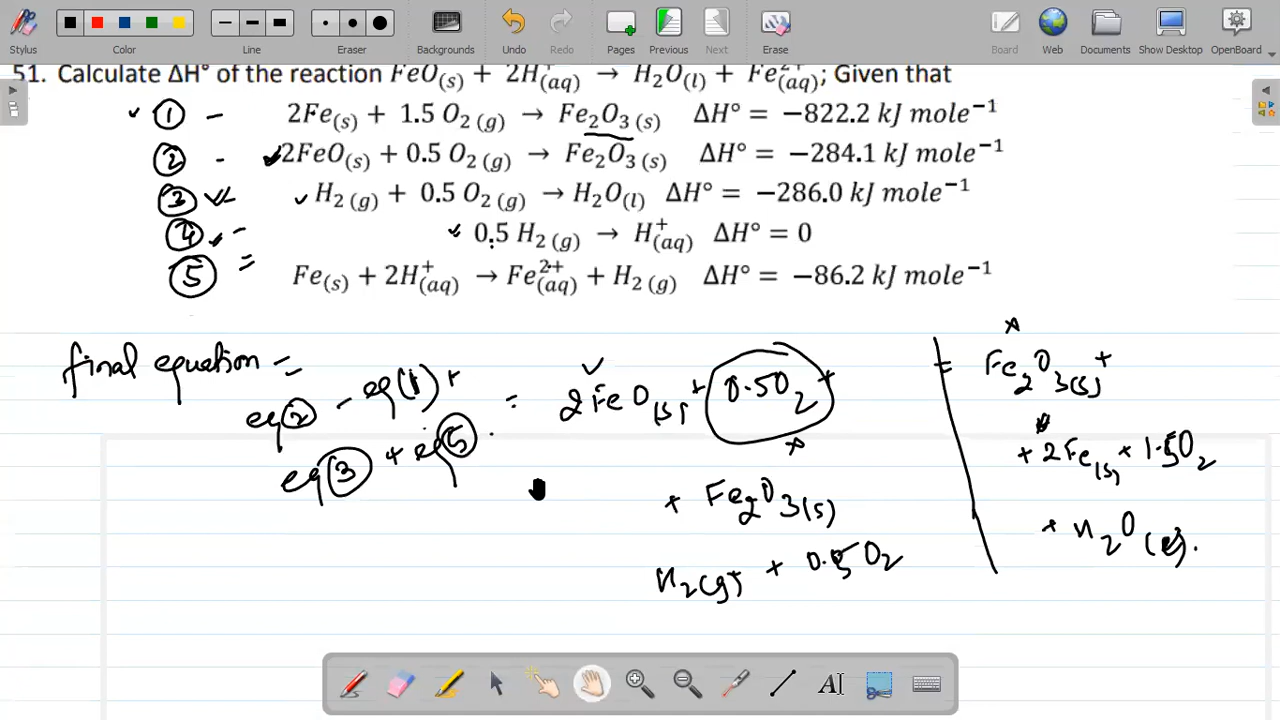 Stylus Color Line Eraser Backgrounds Undo Redo Pages Previous Next Erase Board Web Documents Show Desktop OpenBoard
51. Calculate ΔH° of the reaction FeO(s) + 2H⁺(aq) → H₂O(l) + Fe²⁺(aq); Given that
① - 2Fe(s) + 1.5 O₂ (g) → Fe₂O₃ (s) ΔH° = −822.2 kJ mole⁻¹
② - 2FeO(s) + 0.5 O₂ (g) → Fe₂O₃ (s) ΔH° = −284.1 kJ mole⁻¹
③ H₂ (g) + 0.5 O₂ (g) → H₂O(l) ΔH° = −286.0 kJ mole⁻¹
④ - 0.5 H₂ (g) → H⁺(aq) ΔH° = 0
⑤ = Fe(s) + 2H⁺(aq) → Fe²⁺(aq) + H₂ (g) ΔH° = −86.2 kJ mole⁻¹
final equation =
eq② - eq(1) + = 2FeO(s) + 0.5O₂ + = Fe₂O₃(s) +
eq③ + eq⑤ + 2Fe(s) + 1.5O₂
+ Fe₂O₃(s) + H₂O(l).
H₂(g) + 0.5O₂